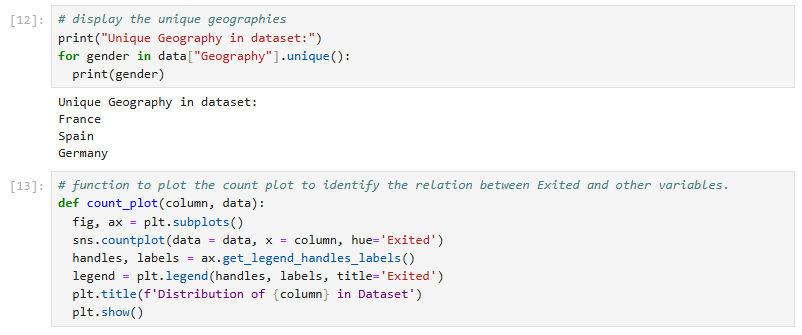 [12]: # display the unique geographies
print("Unique Geography in dataset:")
for gender in data["Geography"].unique():
  print(gender)
Unique Geography in dataset:
France
Spain
Germany
[13]: # function to plot the count plot to identify the relation between Exited and other variables.
def count_plot(column, data):
  fig, ax = plt.subplots()
  sns.countplot(data = data, x = column, hue='Exited')
  handles, labels = ax.get_legend_handles_labels()
  legend = plt.legend(handles, labels, title='Exited')
  plt.title(f'Distribution of {column} in Dataset')
  plt.show()